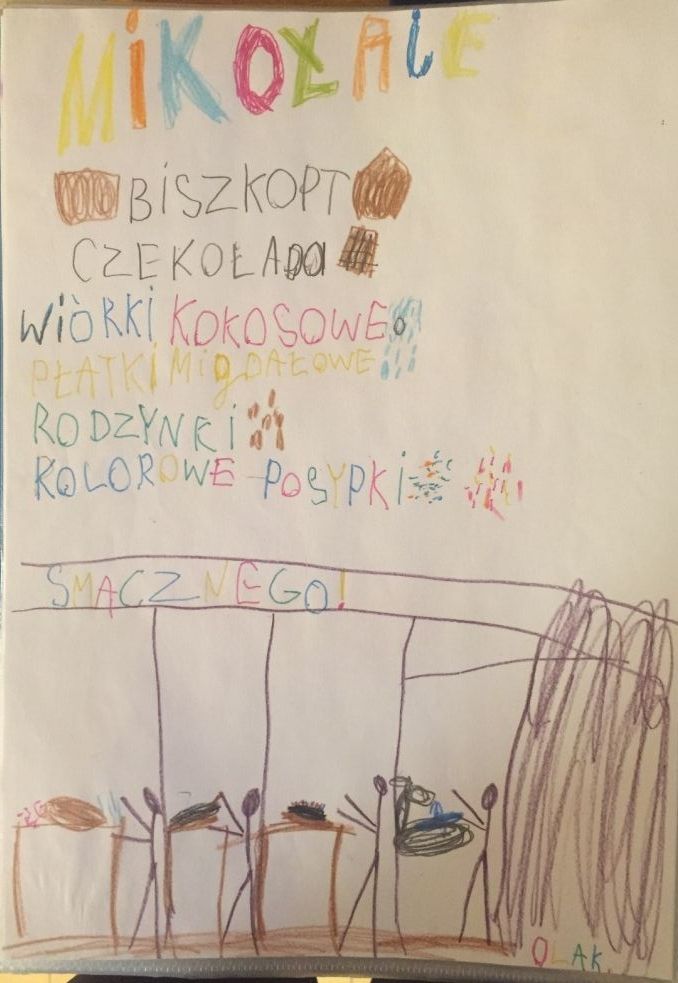 MiKOŁAJE
BiSZKOPT
CZEKOŁADA
WiÓRKi KOKOSOWE
PŁATKi MigDAŁOWE
RODZYNKi
KOLOROWE POSYPKi
SMACZNEGO!
OLAK.